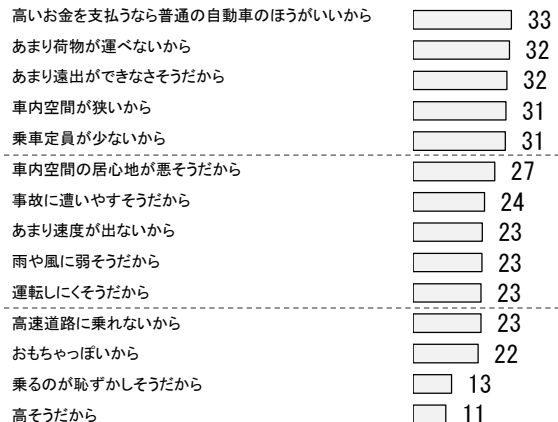 高いお金を支払うなら普通の自動車のほうがいいから 33
あまり荷物が運べないから 32
あまり遠出ができなさそうだから 32
車内空間が狭いから 31
乗車定員が少ないから 31
車内空間の居心地が悪そうだから 27
事故に遭いやすそうだから 24
あまり速度が出ないから 23
雨や風に弱そうだから 23
運転しにくそうだから 23
高速道路に乗れないから 23
おもちゃっぽいから 22
乗るのが恥ずかしそうだから 13
高そうだから 11